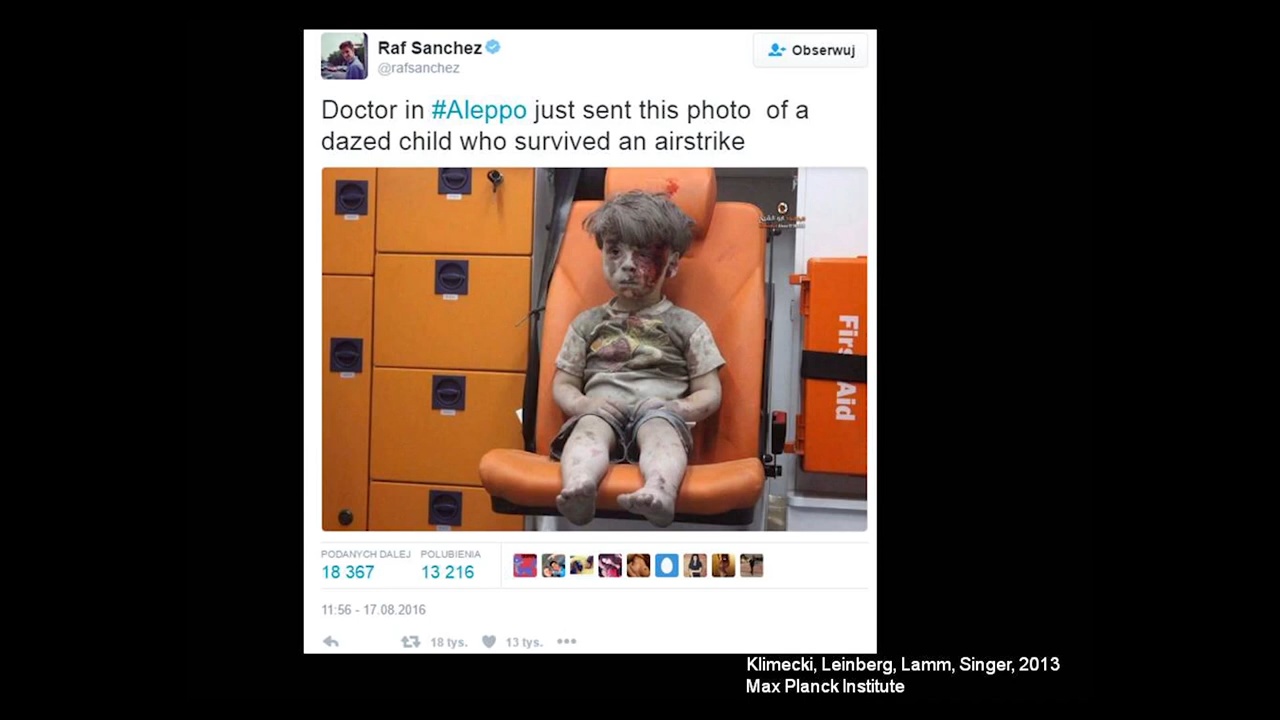 Raf Sanchez
@rafsanchez
Obserwuj
Doctor in #Aleppo just sent this photo of a
dazed child who survived an airstrike
First Aid
PODANYCH DALEJ POLUBIENIA
18 367 13 216
11:56 - 17.08.2016
18 tys. 13 tys.
Klimecki, Leinberg, Lamm, Singer, 2013
Max Planck Institute